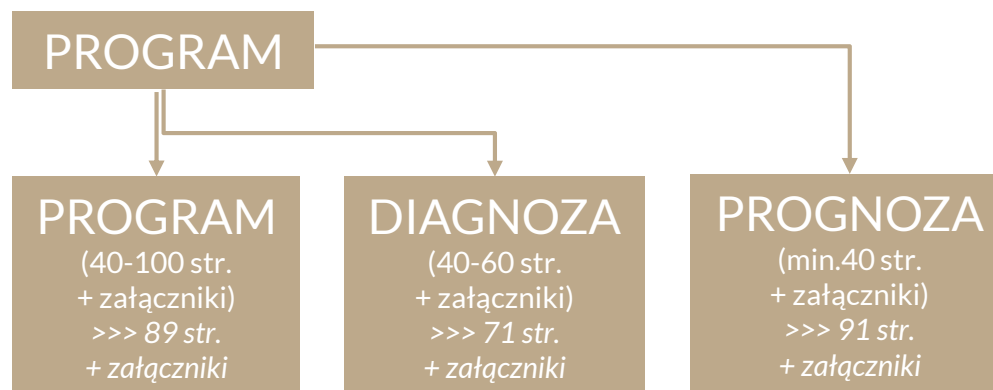 PROGRAM
PROGRAM
(40-100 str.
+ załączniki)
>>> 89 str.
+ załączniki
DIAGNOZA
(40-60 str.
+ załączniki)
>>> 71 str.
+ załączniki
PROGNOZA
(min.40 str.
+ załączniki)
>>> 91 str.
+ załączniki